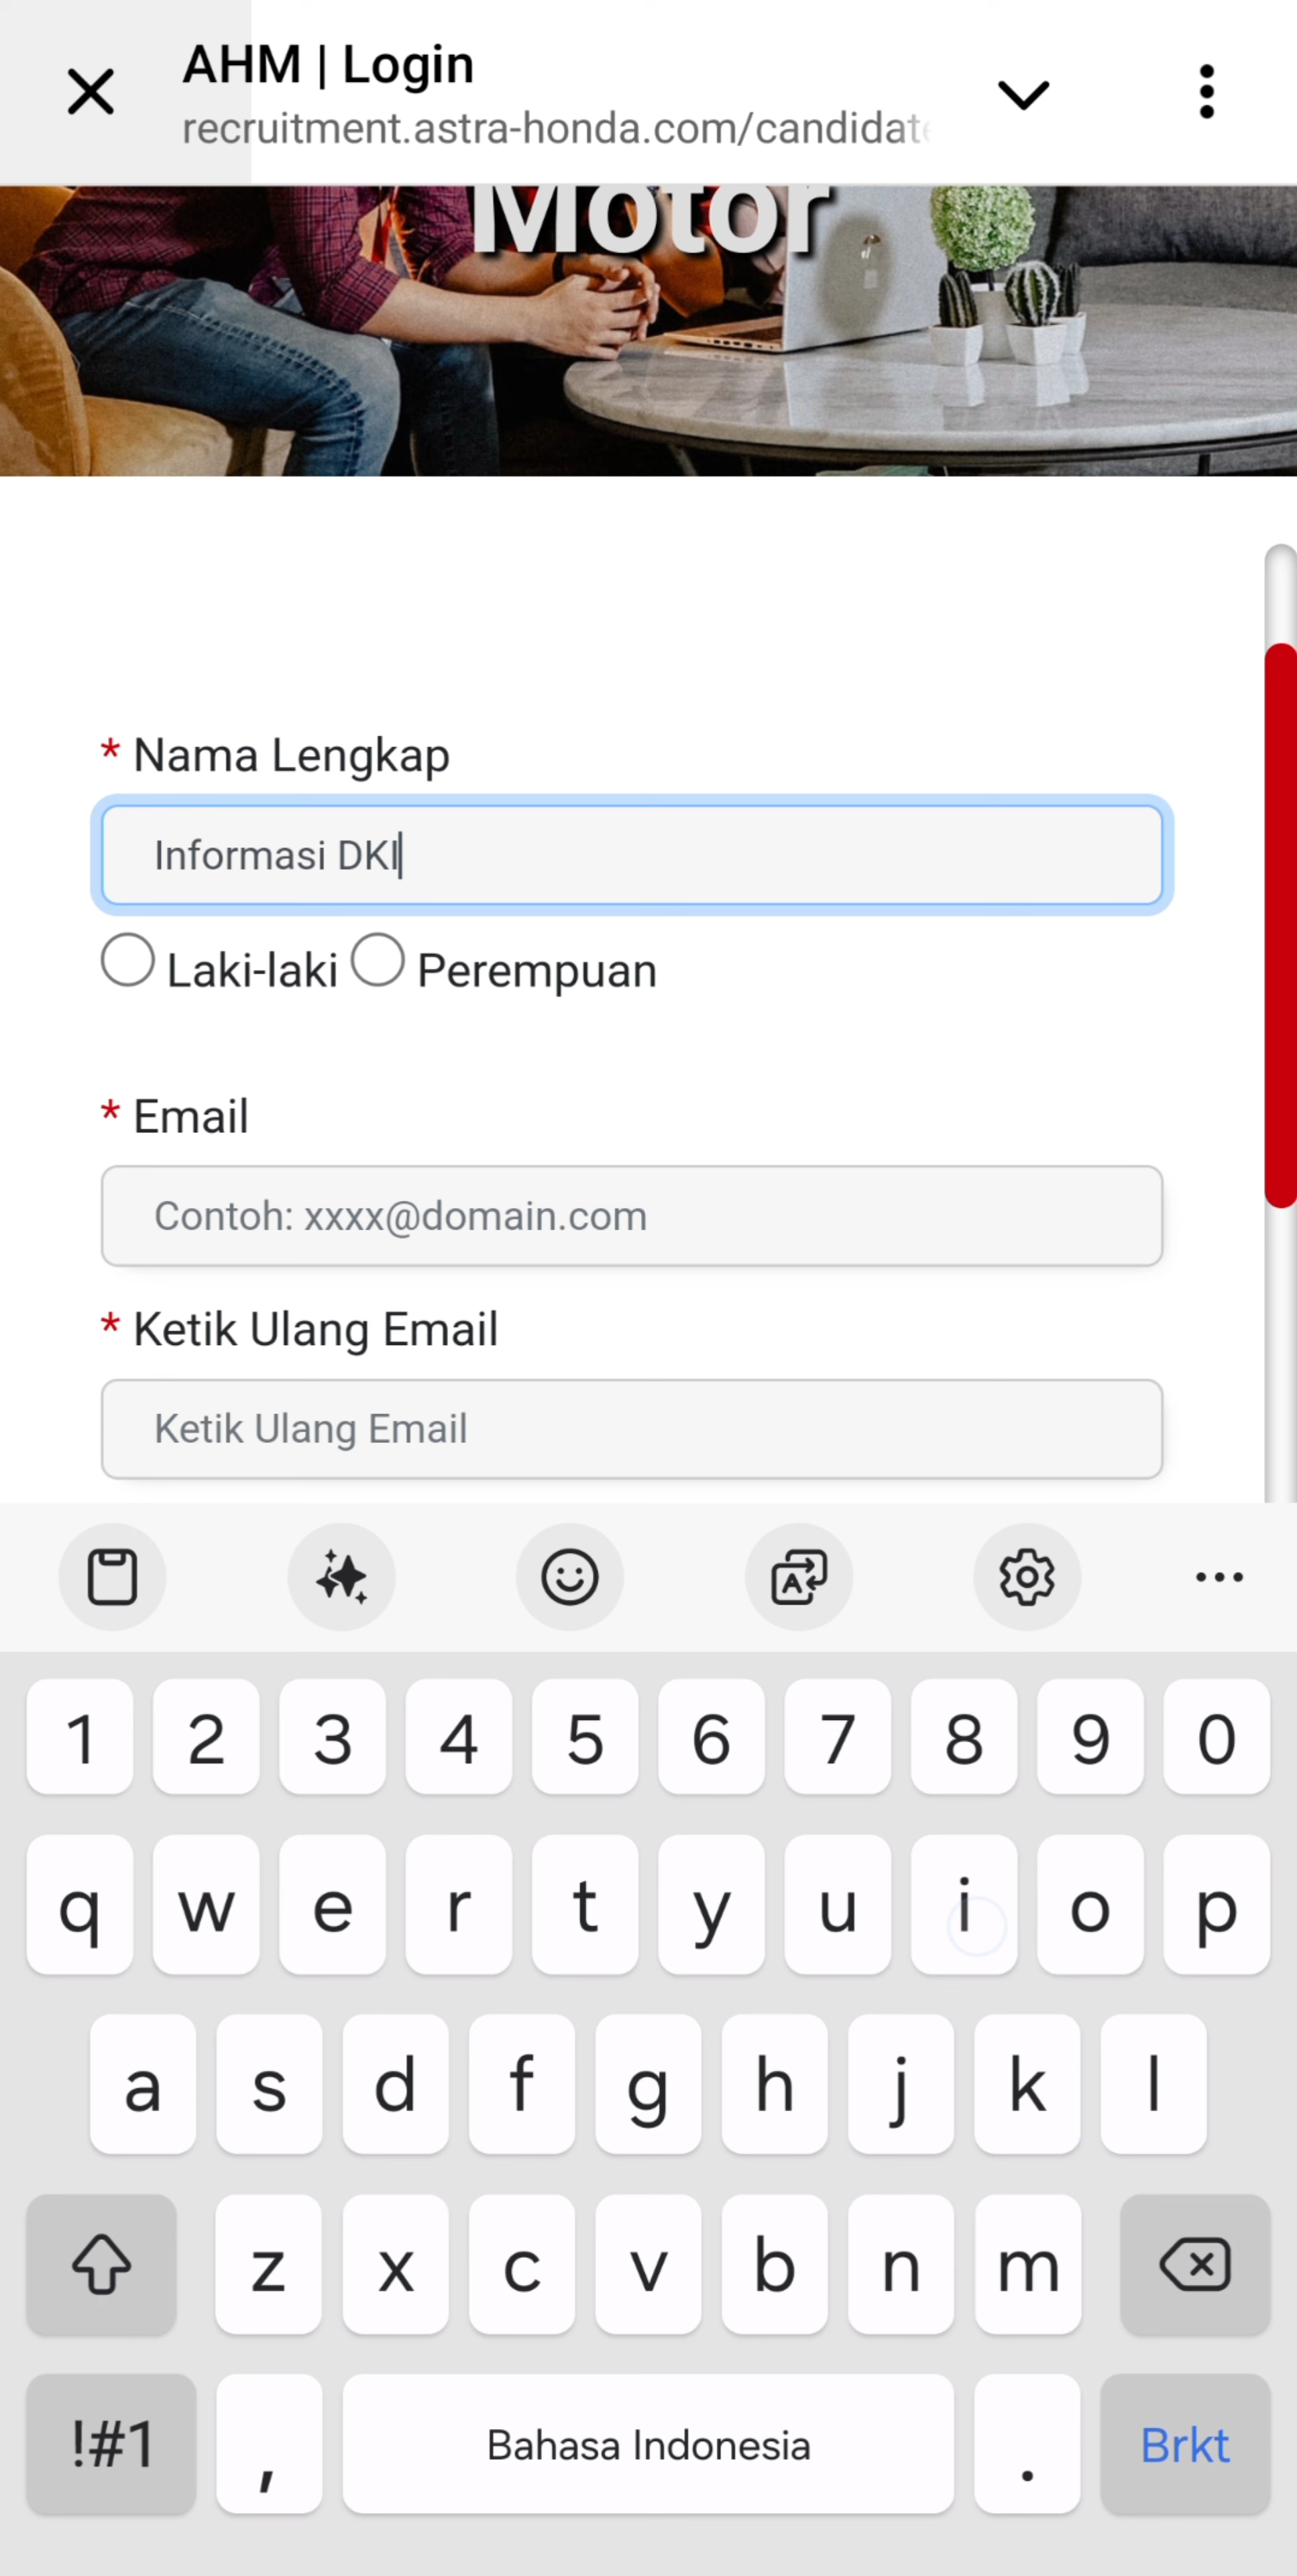 AHM | Login
recruitment.astra-honda.com/candidate
Motor
* Nama Lengkap
Informasi DKI
Laki-laki Perempuan
* Email
Contoh: xxxx@domain.com
* Ketik Ulang Email
Ketik Ulang Email
1 2 3 4 5 6 7 8 9 0
q w e r t y u i o p
a s d f g h j k l
z x c v b n m
!#1 , Bahasa Indonesia . Brkt